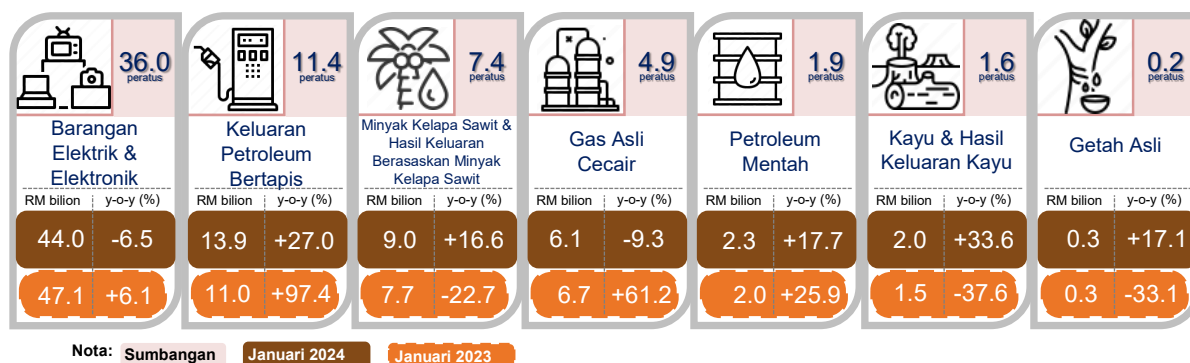 36.0
peratus
Barangan
Elektrik &
Elektronik
RM bilion y-o-y (%)
44.0 -6.5
47.1 +6.1
11.4
peratus
Keluaran
Petroleum
Bertapis
RM bilion y-o-y (%)
13.9 +27.0
11.0 +97.4
7.4
peratus
Minyak Kelapa Sawit &
Hasil Keluaran
Berasaskan Minyak
Kelapa Sawit
RM bilion y-o-y (%)
9.0 +16.6
7.7 -22.7
4.9
peratus
Gas Asli
Cecair
RM bilion y-o-y (%)
6.1 -9.3
6.7 +61.2
1.9
peratus
Petroleum
Mentah
RM bilion y-o-y (%)
2.3 +17.7
2.0 +25.9
1.6
peratus
Kayu & Hasil
Keluaran Kayu
RM bilion y-o-y (%)
2.0 +33.6
1.5 -37.6
0.2
peratus
Getah Asli
RM bilion y-o-y (%)
0.3 +17.1
0.3 -33.1
Nota: Sumbangan Januari 2024 Januari 2023